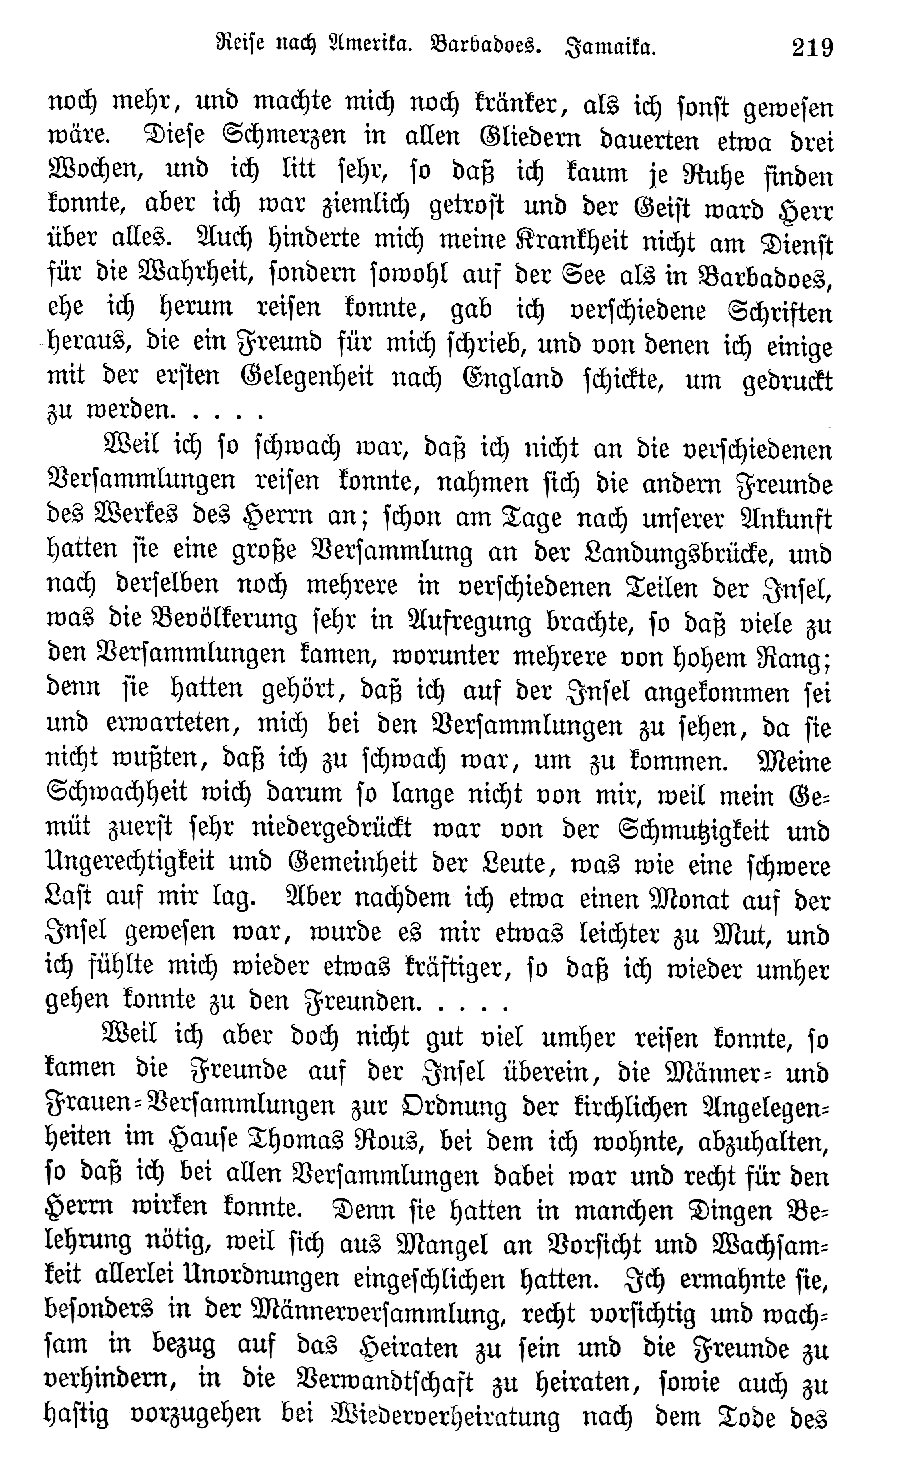 Reise nach Amerika. Barbadoes. Jamaika. 219
noch mehr, und machte mich noch kränker, als ich sonst gewesen
wäre. Diese Schmerzen in allen Gliedern dauerten etwa drei
Wochen, und ich litt sehr, so daß ich kaum je Ruhe finden
konnte, aber ich war ziemlich getrost und der Geist ward Herr
über alles. Auch hinderte mich meine Krankheit nicht am Dienst
für die Wahrheit, sondern sowohl auf der See als in Barbadoes,
ehe ich herum reisen konnte, gab ich verschiedene Schriften
heraus, die ein Freund für mich schrieb, und von denen ich einige
mit der ersten Gelegenheit nach England schickte, um gedruckt
zu werden. . . . .
Weil ich so schwach war, daß ich nicht an die verschiedenen
Versammlungen reisen konnte, nahmen sich die andern Freunde
des Werkes des Herrn an; schon am Tage nach unserer Ankunft
hatten sie eine große Versammlung an der Landungsbrücke, und
nach derselben noch mehrere in verschiedenen Teilen der Insel,
was die Bevölkerung sehr in Aufregung brachte, so daß viele zu
den Versammlungen kamen, worunter mehrere von hohem Rang;
denn sie hatten gehört, daß ich auf der Insel angekommen sei
und erwarteten, mich bei den Versammlungen zu sehen, da sie
nicht wußten, daß ich zu schwach war, um zu kommen. Meine
Schwachheit wich darum so lange nicht von mir, weil mein Ge-
müt zuerst sehr niedergedrückt war von der Schmutzigkeit und
Ungerechtigkeit und Gemeinheit der Leute, was wie eine schwere
Last auf mir lag. Aber nachdem ich etwa einen Monat auf der
Insel gewesen war, wurde es mir etwas leichter zu Mut, und
ich fühlte mich wieder etwas kräftiger, so daß ich wieder umher
gehen konnte zu den Freunden. . . . .
Weil ich aber doch nicht gut viel umher reisen konnte, so
kamen die Freunde auf der Insel überein, die Männer- und
Frauen-Versammlungen zur Ordnung der kirchlichen Angelegen-
heiten im Hause Thomas Rous, bei dem ich wohnte, abzuhalten,
so daß ich bei allen Versammlungen dabei war und recht für den
Herrn wirken konnte. Denn sie hatten in manchen Dingen Be-
lehrung nötig, weil sich aus Mangel an Vorsicht und Wachsam-
keit allerlei Unordnungen eingeschlichen hatten. Ich ermahnte sie,
besonders in der Männerversammlung, recht vorsichtig und wach-
sam in bezug auf das Heiraten zu sein und die Freunde zu
verhindern, in die Verwandtschaft zu heiraten, sowie auch zu
hastig vorzugehen bei Wiederverheiratung nach dem Tode des